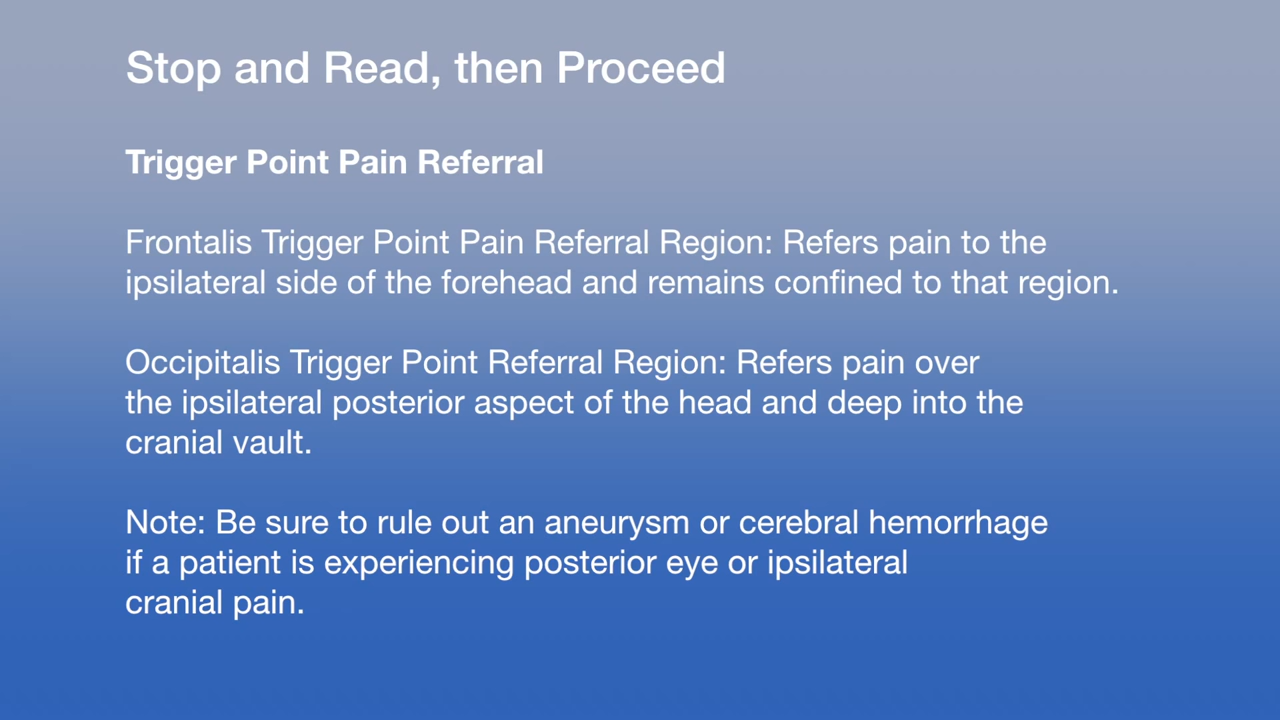 Stop and Read, then Proceed
Trigger Point Pain Referral
Frontalis Trigger Point Pain Referral Region: Refers pain to the
ipsilateral side of the forehead and remains confined to that region.
Occipitalis Trigger Point Referral Region: Refers pain over
the ipsilateral posterior aspect of the head and deep into the
cranial vault.
Note: Be sure to rule out an aneurysm or cerebral hemorrhage
if a patient is experiencing posterior eye or ipsilateral
cranial pain.